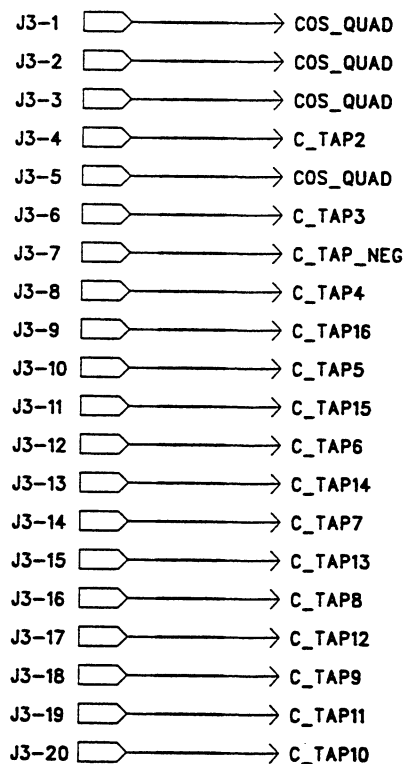 J3-1 COS_QUAD
J3-2 COS_QUAD
J3-3 COS_QUAD
J3-4 C_TAP2
J3-5 COS_QUAD
J3-6 C_TAP3
J3-7 C_TAP_NEG
J3-8 C_TAP4
J3-9 C_TAP16
J3-10 C_TAP5
J3-11 C_TAP15
J3-12 C_TAP6
J3-13 C_TAP14
J3-14 C_TAP7
J3-15 C_TAP13
J3-16 C_TAP8
J3-17 C_TAP12
J3-18 C_TAP9
J3-19 C_TAP11
J3-20 C_TAP10